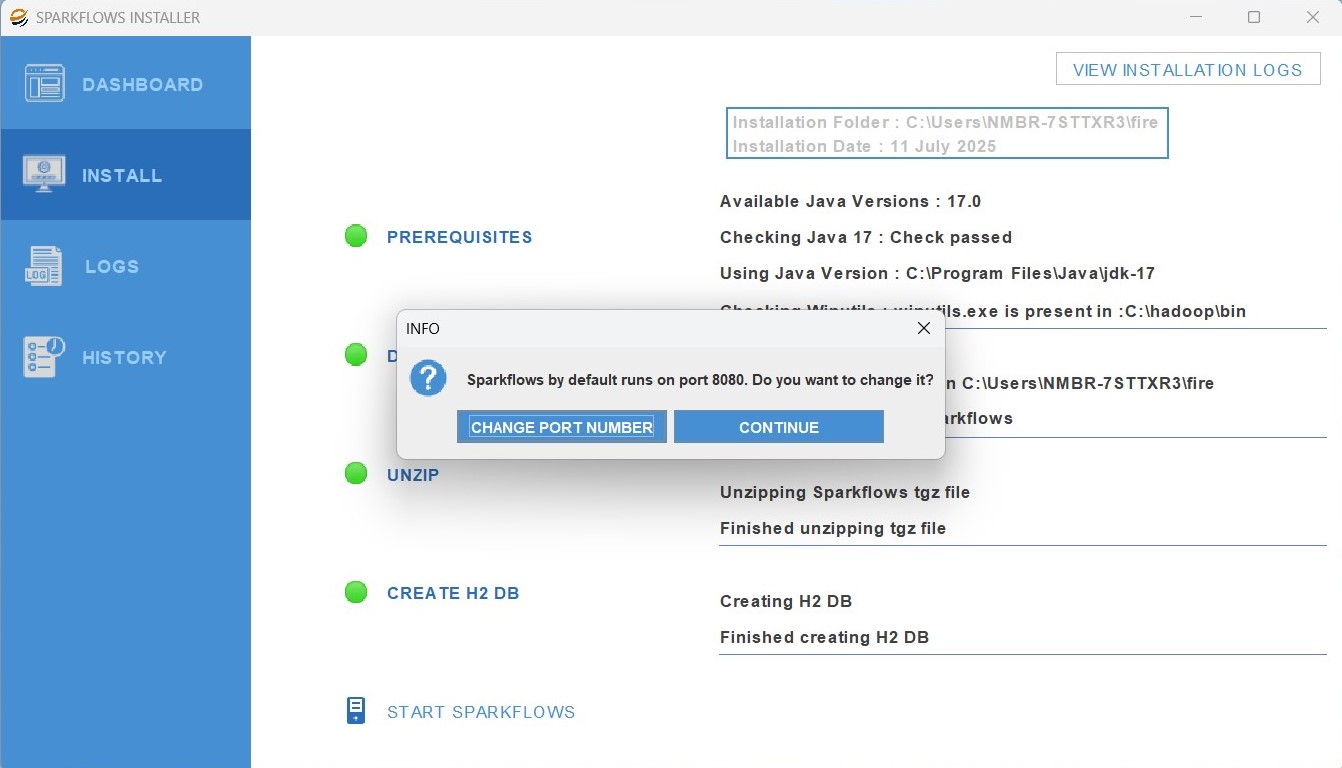 SPARKFLOWS INSTALLER
DASHBOARD
INSTALL
LOG
LOGS
HISTORY
VIEW INSTALLATION LOGS
Installation Folder : C:\Users\NMBR-7STTXR3\fire
Installation Date : 11 July 2025
PREREQUISITES
Available Java Versions : 17.0
Checking Java 17 : Check passed
Using Java Version : C:\Program Files\Java\jdk-17
Checking Winutils : winutils.exe is present in :C:\hadoop\bin
INFO
Sparkflows by default runs on port 8080. Do you want to change it?
CHANGE PORT NUMBER
CONTINUE
C:\Users\NMBR-7STTXR3\fire
UNZIP
Unzipping Sparkflows tgz file
Finished unzipping tgz file
CREATE H2 DB
Creating H2 DB
Finished creating H2 DB
START SPARKFLOWS